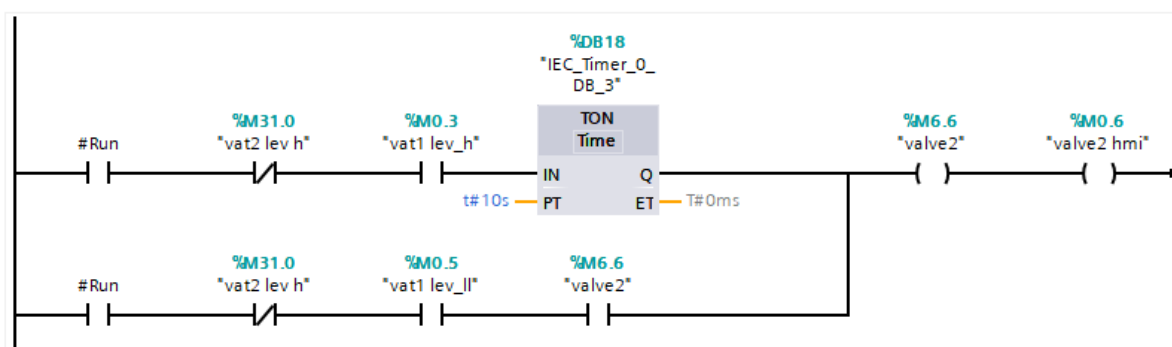 %DB18
"IEC_Timer_0_
DB_3"
%M31.0 %M0.3 TON %M6.6 %M0.6
#Run "vat2 lev h" "vat1 lev_h" Time "valve2" "valve2 hmi"
IN Q
t#10s PT ET T#0ms
%M31.0 %M0.5 %M6.6
#Run "vat2 lev h" "vat1 lev_ll" "valve2"